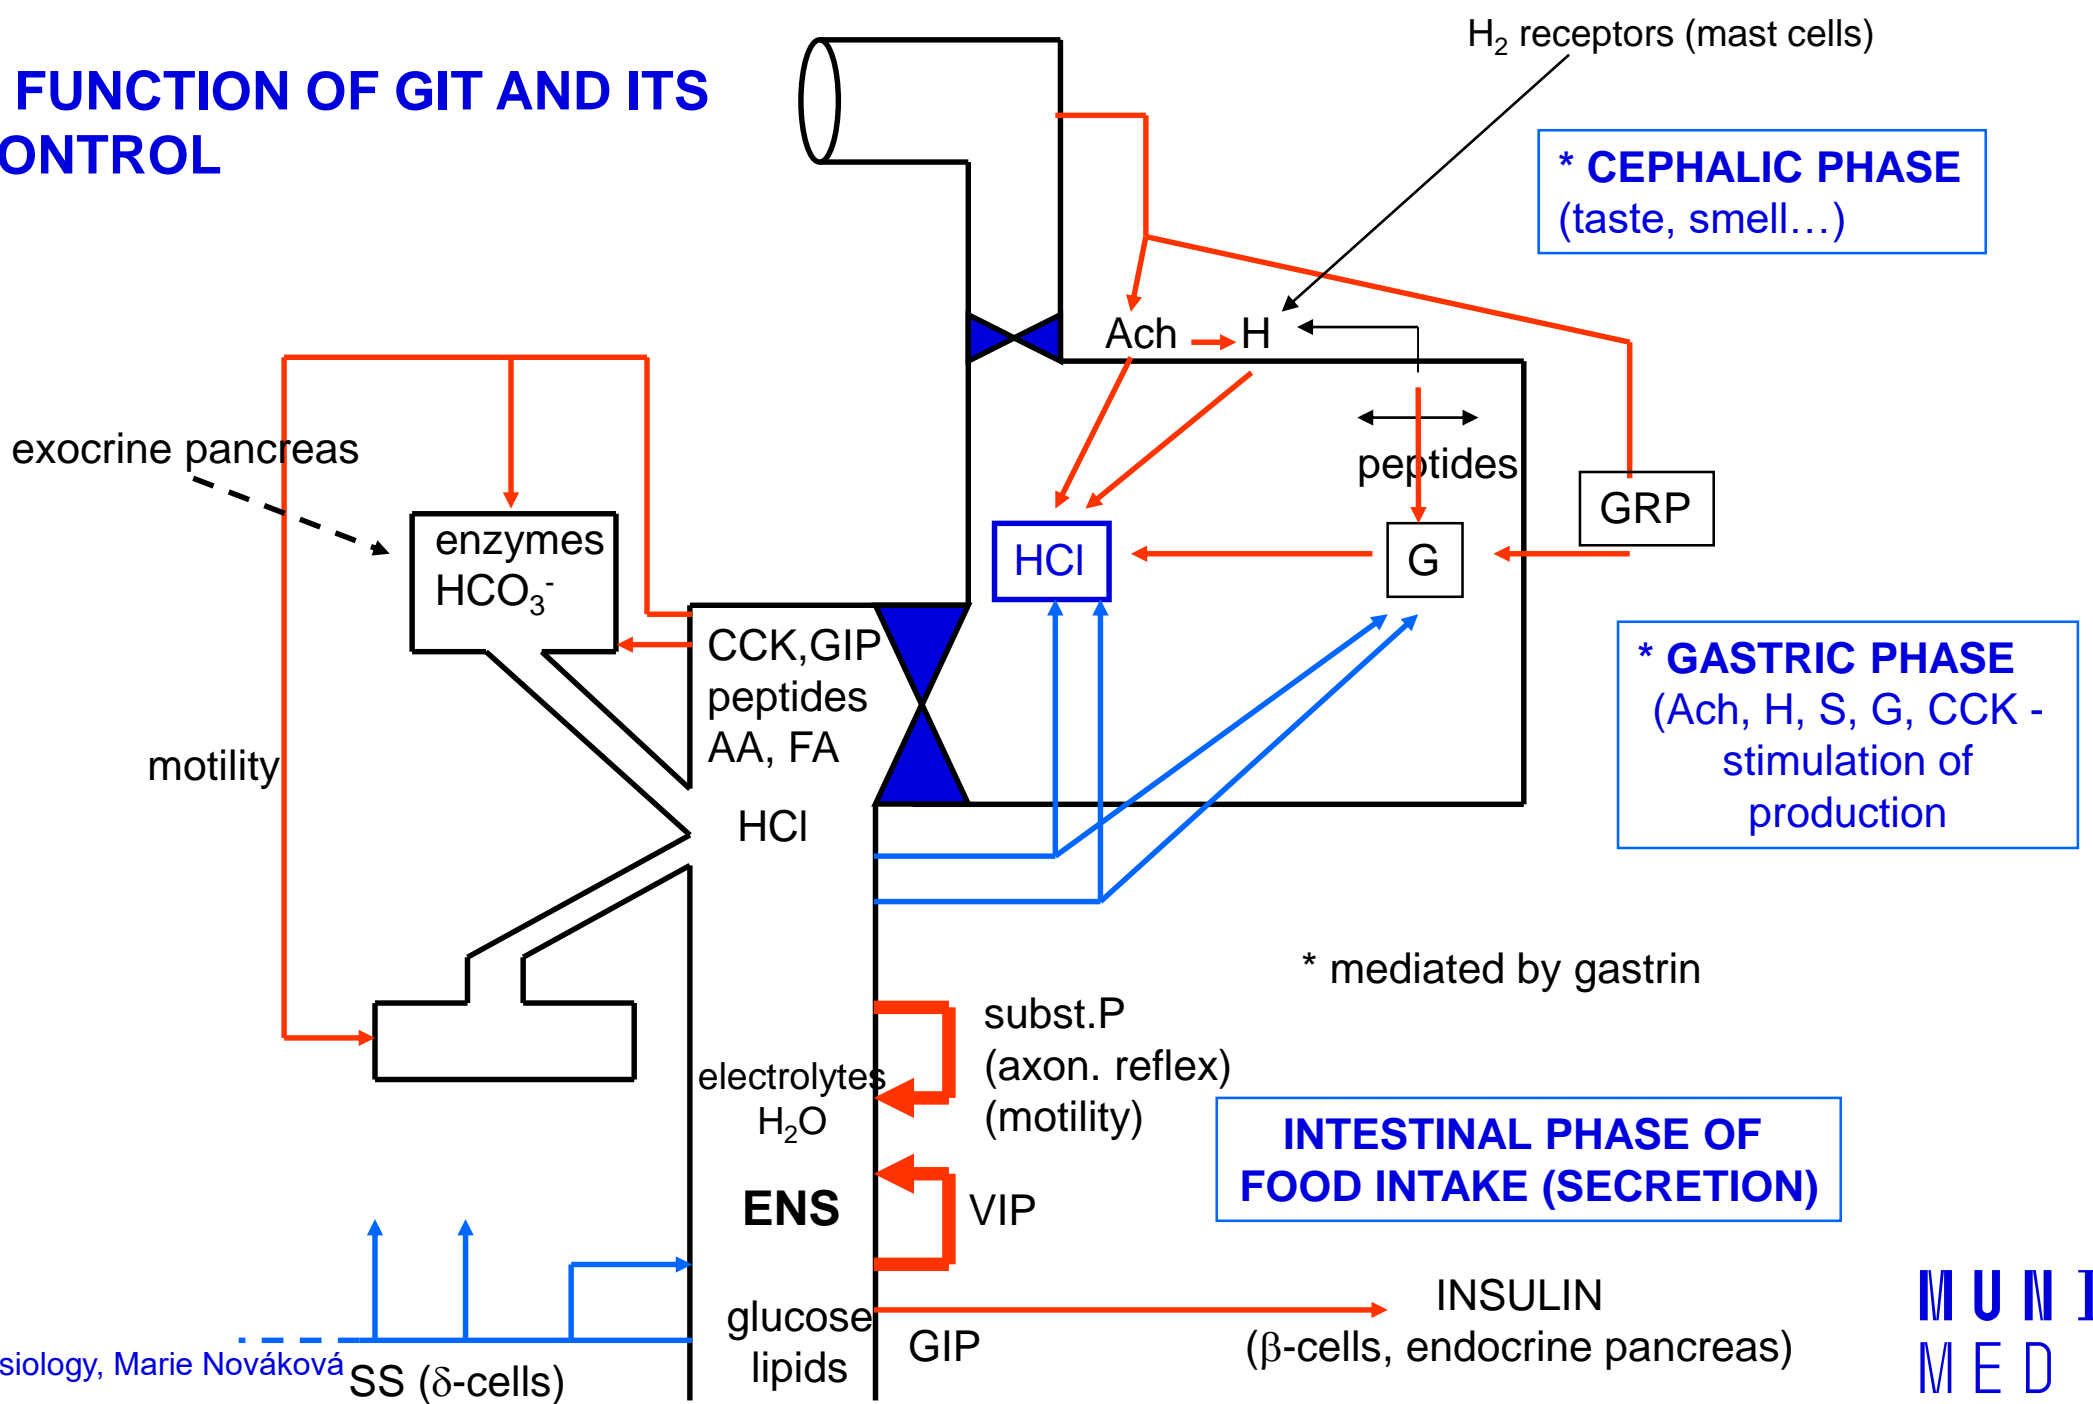 FUNCTION OF GIT AND ITS
ONTROL
H₂ receptors (mast cells)
* CEPHALIC PHASE
(taste, smell…)
Ach
H
exocrine pancreas
peptides
GRP
enzymes
HCO₃⁻
HCl
G
CCK,GIP
peptides
AA, FA
* GASTRIC PHASE
(Ach, H, S, G, CCK -
stimulation of
production
motility
HCl
* mediated by gastrin
subst.P
(axon. reflex)
(motility)
electrolytes
H₂O
INTESTINAL PHASE OF
FOOD INTAKE (SECRETION)
ENS
VIP
glucose
lipids
GIP
INSULIN
(β-cells, endocrine pancreas)
siology, Marie Nováková
SS (δ-cells)
MUNI
MED